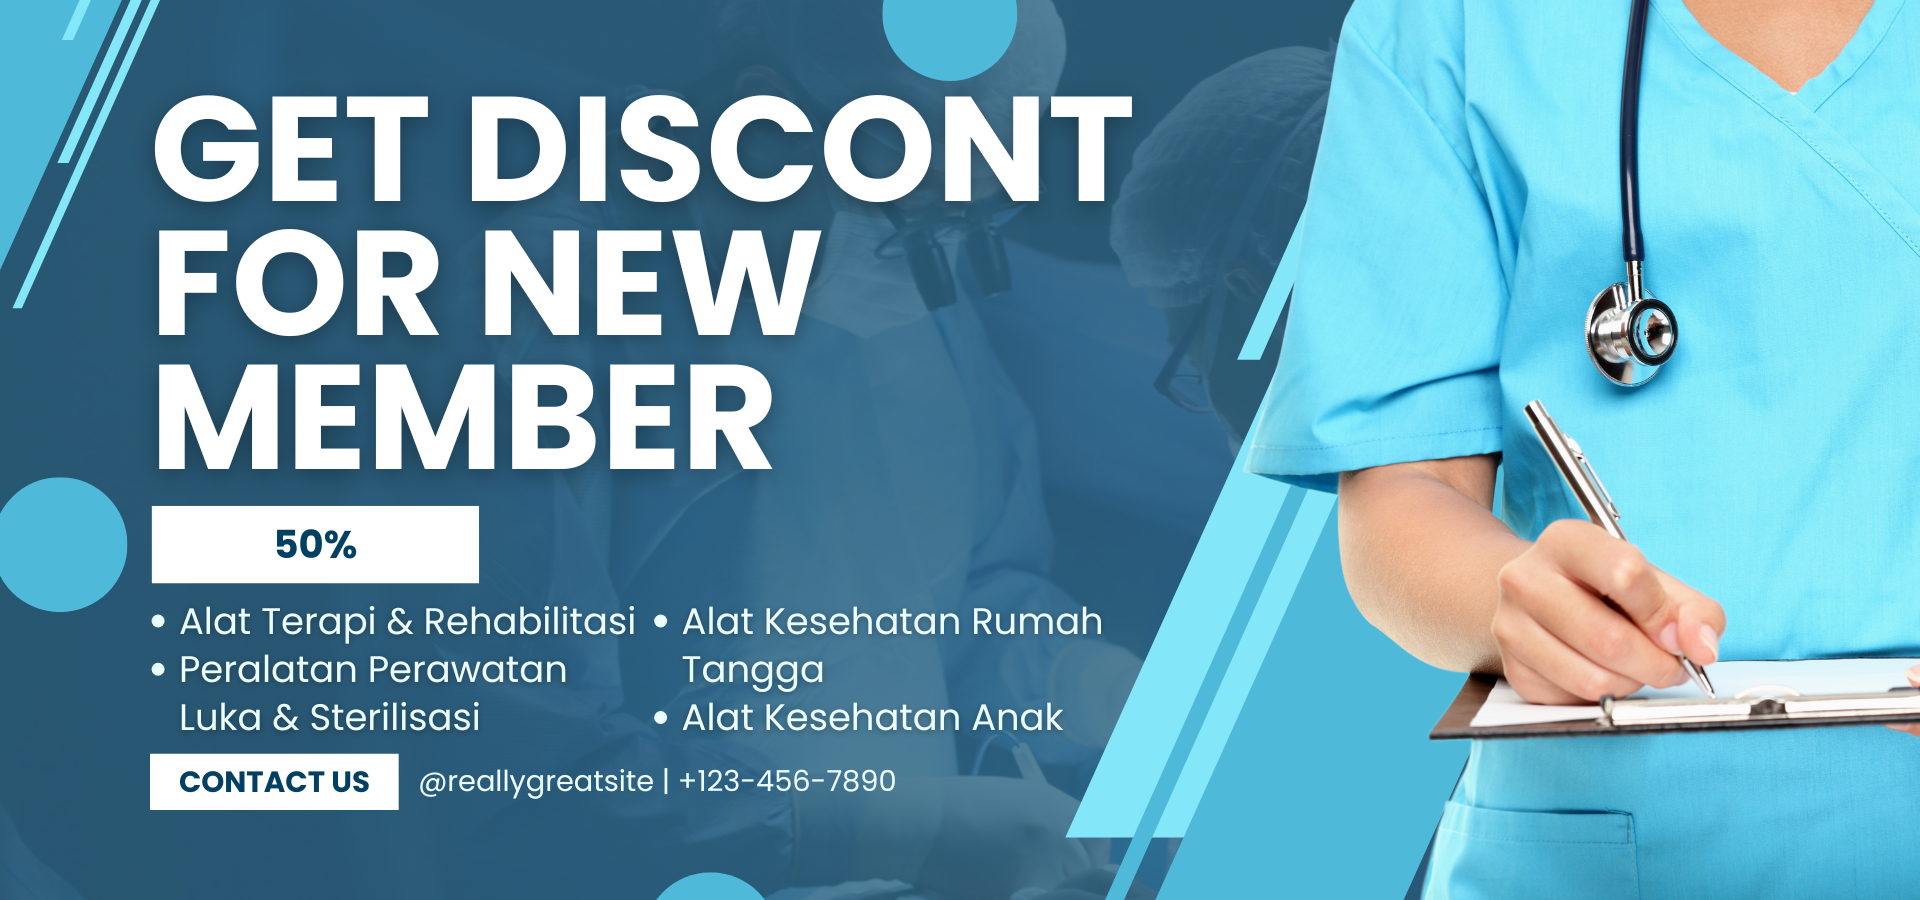 GET DISCONT
FOR NEW
MEMBER
50%
• Alat Terapi & Rehabilitasi
• Peralatan Perawatan
Luka & Sterilisasi
• Alat Kesehatan Rumah
Tangga
• Alat Kesehatan Anak
CONTACT US
@reallygreatsite | +123-456-7890